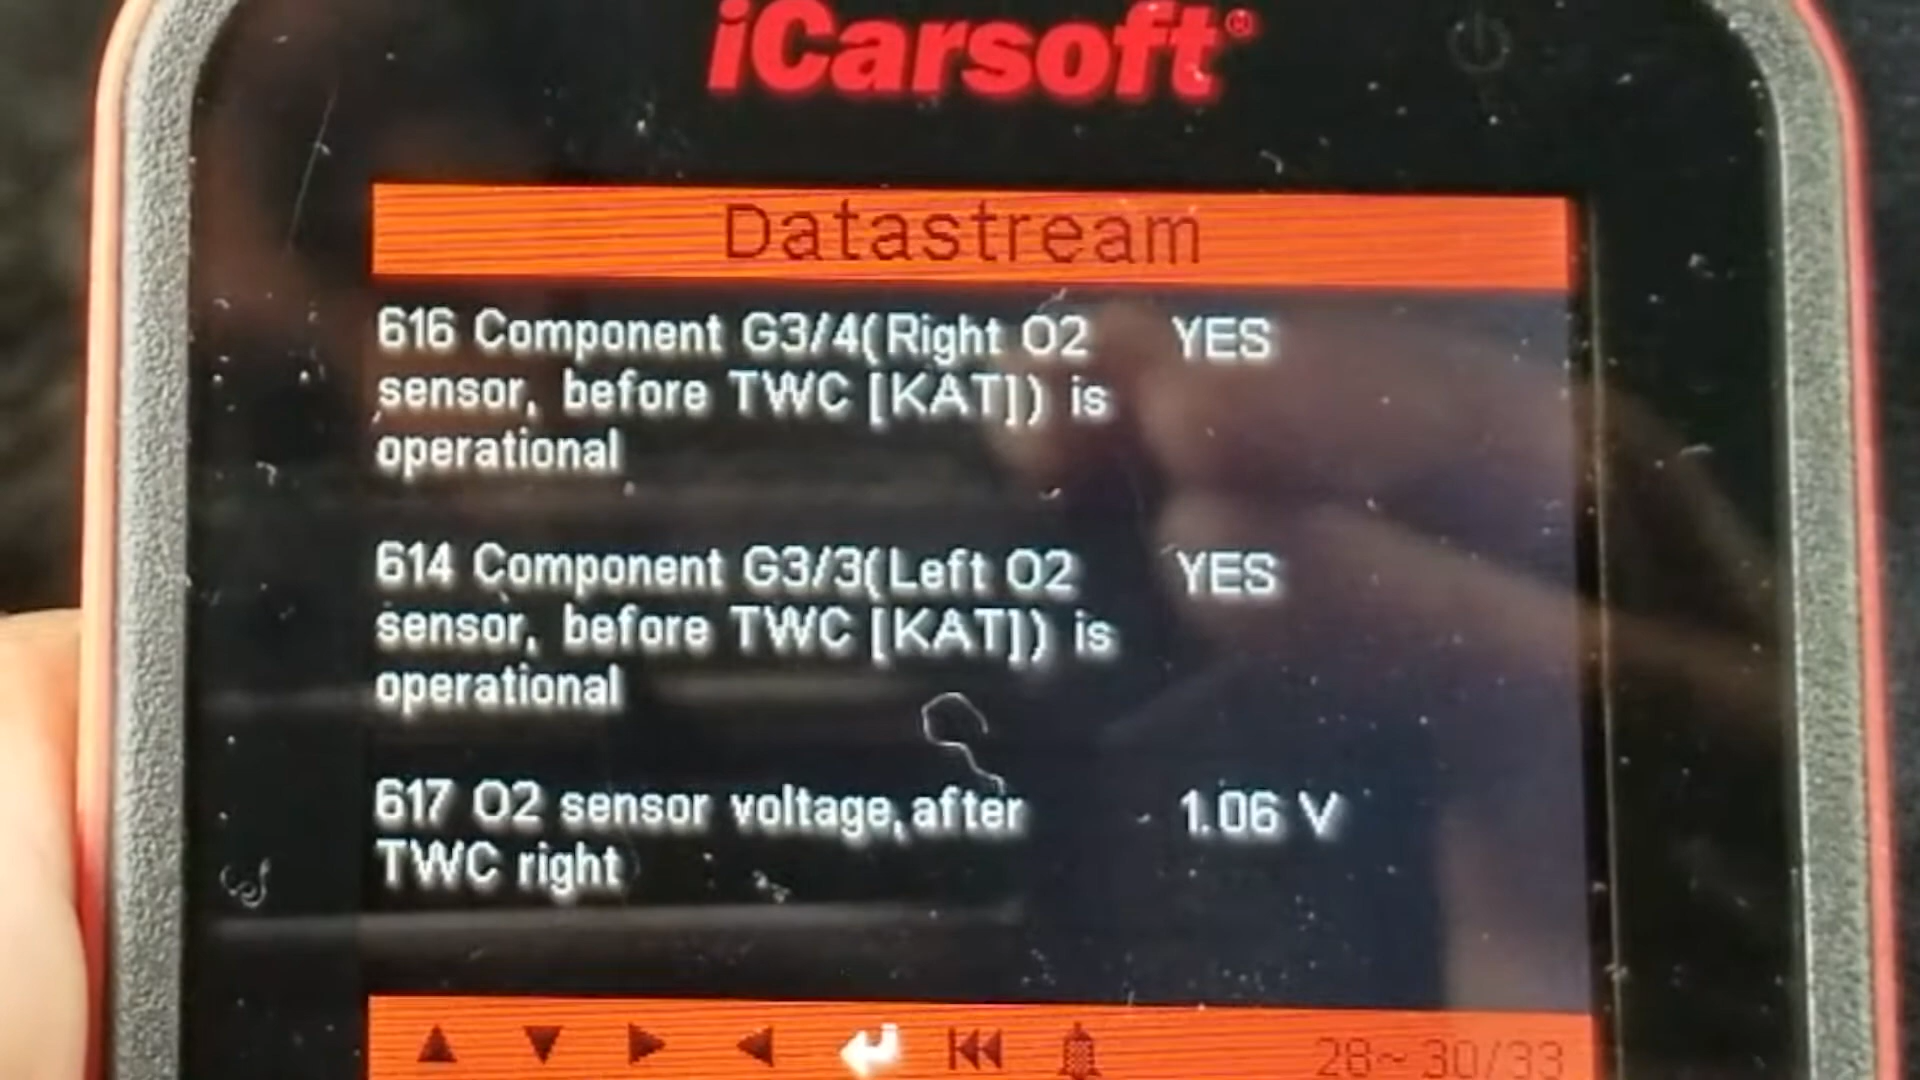 iCarsoft®
Datastream
616 Component G3/4(Right O2 YES
sensor, before TWC [KAT]) is
operational
614 Component G3/3(Left O2 YES
sensor, before TWC [KAT]) is
operational
617 O2 sensor voltage,after 1.06 V
TWC right
28~30/33